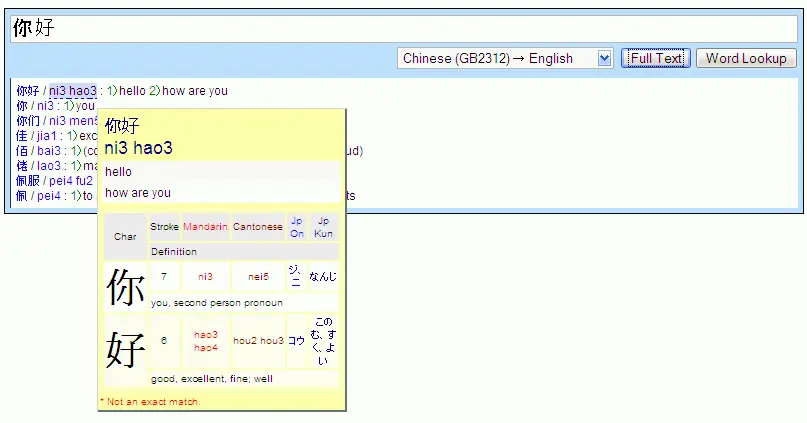 你好
Chinese (GB2312) → English
Full Text
Word Lookup
你好 / ni3 hao3 : 1) hello 2) how are you
你 / ni3 : 1) you
你们 / ni3 men5
佳 / jia1 : 1) exc
佰 / bai3 : 1) (co
ud)
佬 / lao3 : 1) ma
佩服 / pei4 fu2
佩 / pei4 : 1) to
ts
你好
ni3 hao3
hello
how are you
Char Stroke Mandarin Cantonese Jp On Jp Kun
Definition
你 7 ni3 nei5 ジ、ニ なんじ
you, second person pronoun
好 6 hao3 hao4 hou2 hou3 コウ このむ、すく、よい
good, excellent, fine; well
* Not an exact match.